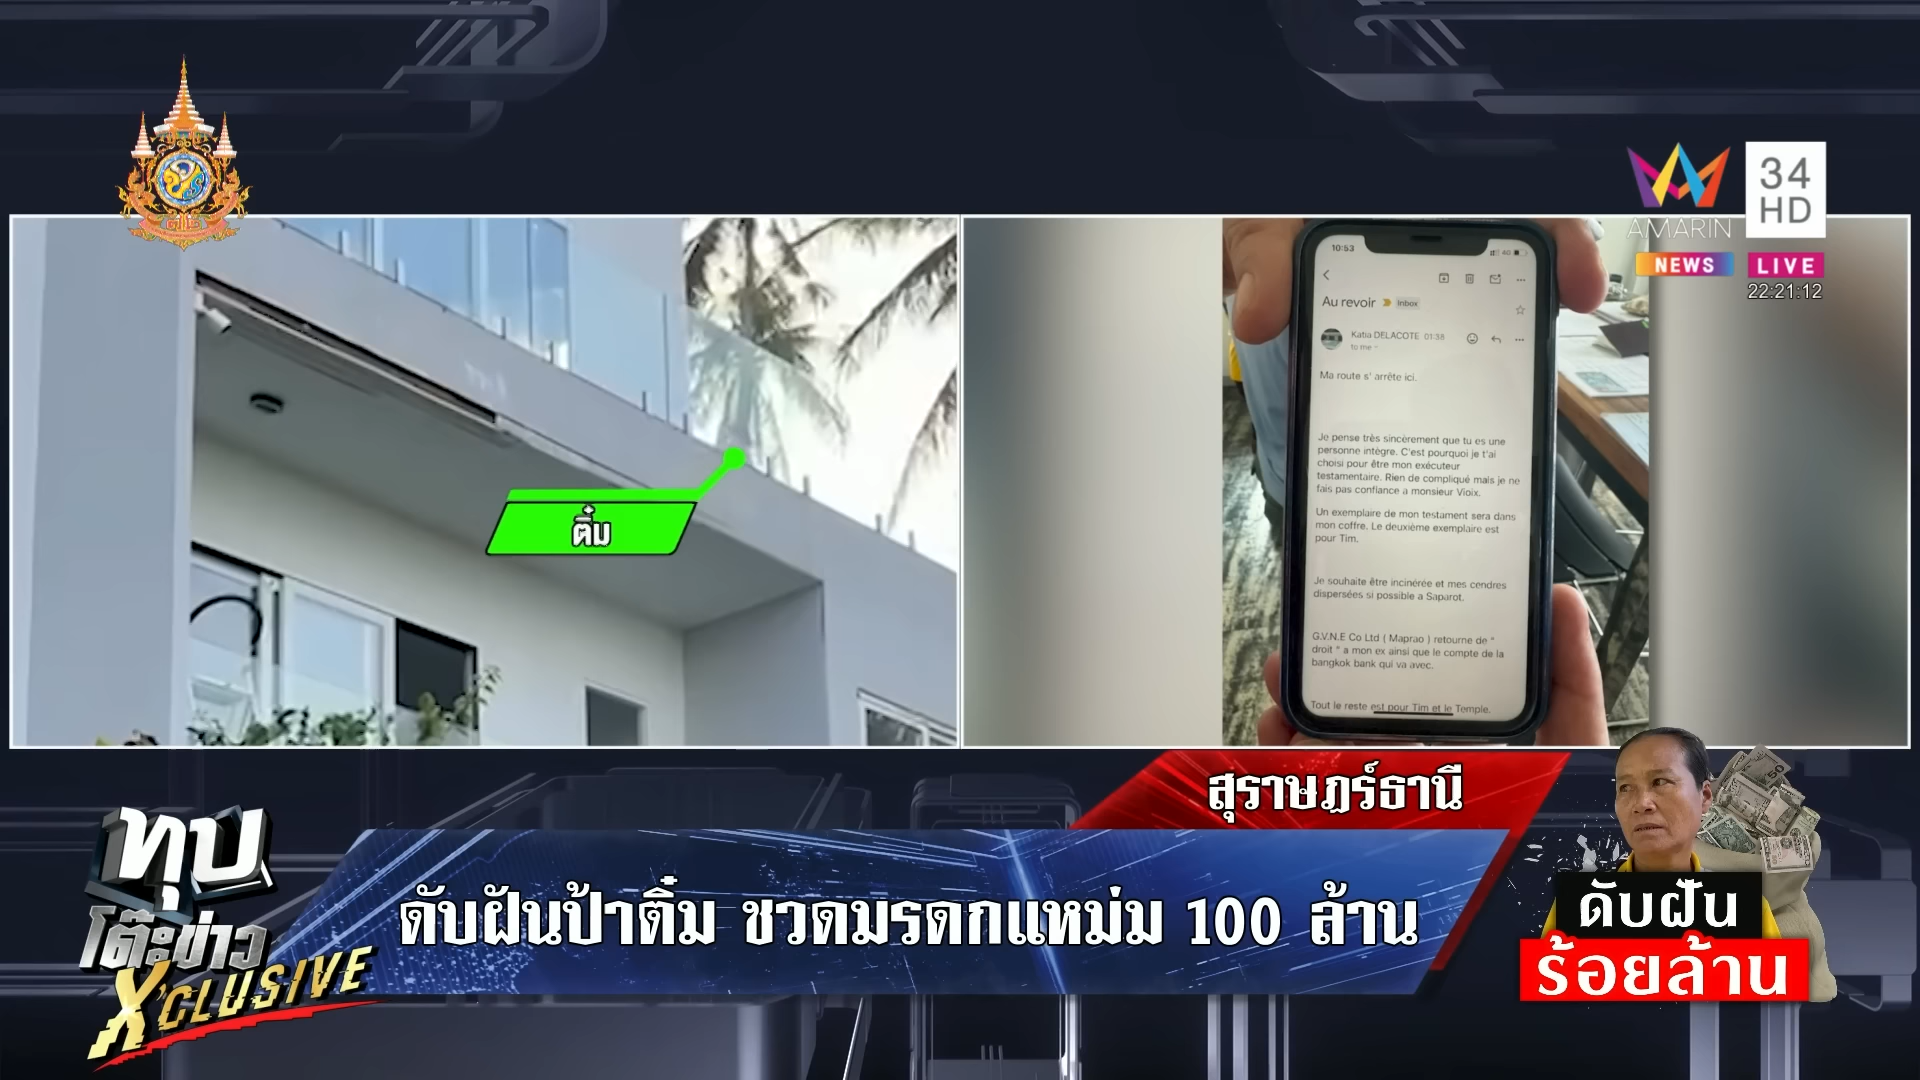 AMARIN
34
HD
NEWS
LIVE
22:21:12
ติ๋ม
10:53
4G
Au revoir
Inbox
Katia DELACOTE 01:38
to me
Ma route s' arrête ici.
Je pense très sincèrement que tu es une
personne intègre. C'est pourquoi je t'ai
choisi pour être mon exécuteur
testamentaire. Rien de compliqué mais je ne
fais pas confiance a monsieur Vioix.
Un exemplaire de mon testament sera dans
mon coffre. Le deuxième exemplaire est
pour Tim.
Je souhaite être incinérée et mes cendres
dispersées si possible a Saparot.
G.V.N.E Co Ltd ( Maprao ) retourne de "
droit " a mon ex ainsi que le compte de la
bangkok bank qui va avec.
Tout le reste est pour Tim et le Temple.
สุราษฎร์ธานี
ทุบ
โต๊ะข่าว
X'CLUSIVE
ดับฝันป้าติ๋ม ชวดมรดกแหม่ม 100 ล้าน
50
ดับฝัน
ร้อยล้าน